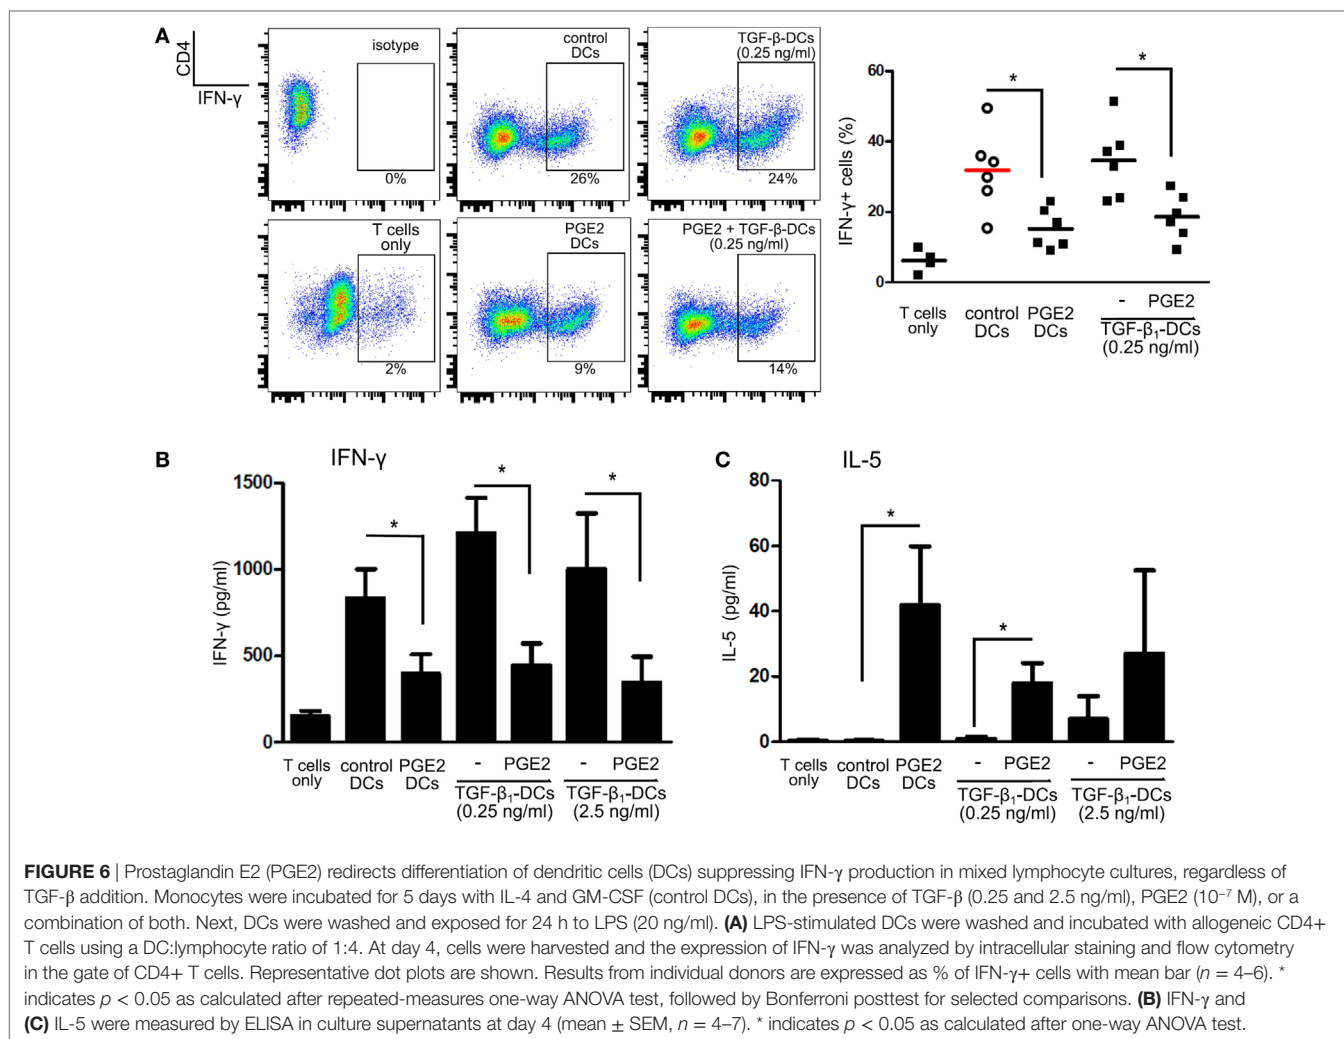 A
CD4
IFN-γ
isotype
0%
control
DCs
26%
TGF-β-DCs
(0.25 ng/ml)
24%
T cells
only
2%
PGE2
DCs
9%
PGE2 + TGF-β-DCs
(0.25 ng/ml)
14%
IFN-γ+ cells (%)
60
40
20
0
*
*
T cells
only
control
DCs
PGE2
DCs
- PGE2
TGF-β₁-DCs
(0.25 ng/ml)
B
IFN-γ
IFN-γ (pg/ml)
1500
1000
500
0
*
*
*
T cells
only
control
DCs
PGE2
DCs
- PGE2
TGF-β₁-DCs
(0.25 ng/ml)
- PGE2
TGF-β₁-DCs
(2.5 ng/ml)
C
IL-5
IL-5 (pg/ml)
80
60
40
20
0
*
*
T cells
only
control
DCs
PGE2
DCs
- PGE2
TGF-β₁-DCs
(0.25 ng/ml)
- PGE2
TGF-β₁-DCs
(2.5 ng/ml)
FIGURE 6 | Prostaglandin E2 (PGE2) redirects differentiation of dendritic cells (DCs) suppressing IFN-γ production in mixed lymphocyte cultures, regardless of
TGF-β addition. Monocytes were incubated for 5 days with IL-4 and GM-CSF (control DCs), in the presence of TGF-β (0.25 and 2.5 ng/ml), PGE2 (10⁻⁷ M), or a
combination of both. Next, DCs were washed and exposed for 24 h to LPS (20 ng/ml). (A) LPS-stimulated DCs were washed and incubated with allogeneic CD4+
T cells using a DC:lymphocyte ratio of 1:4. At day 4, cells were harvested and the expression of IFN-γ was analyzed by intracellular staining and flow cytometry
in the gate of CD4+ T cells. Representative dot plots are shown. Results from individual donors are expressed as % of IFN-γ+ cells with mean bar (n = 4–6). *
indicates p < 0.05 as calculated after repeated-measures one-way ANOVA test, followed by Bonferroni posttest for selected comparisons. (B) IFN-γ and
(C) IL-5 were measured by ELISA in culture supernatants at day 4 (mean ± SEM, n = 4–7). * indicates p < 0.05 as calculated after one-way ANOVA test.